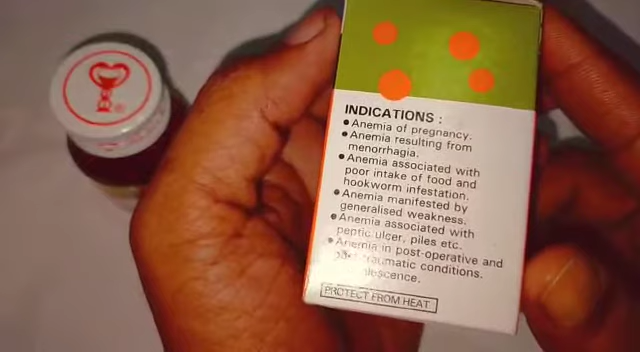 INDICATIONS :
● Anemia of pregnancy.
● Anemia resulting from
menorrhagia.
● Anemia associated with
poor intake of food and
hookworm infestation.
● Anemia manifested by
generalised weakness.
● Anemia associated with
peptic ulcer, piles etc.
● Anemia in post-operative and
conditions.
PROTECT FROM HEAT